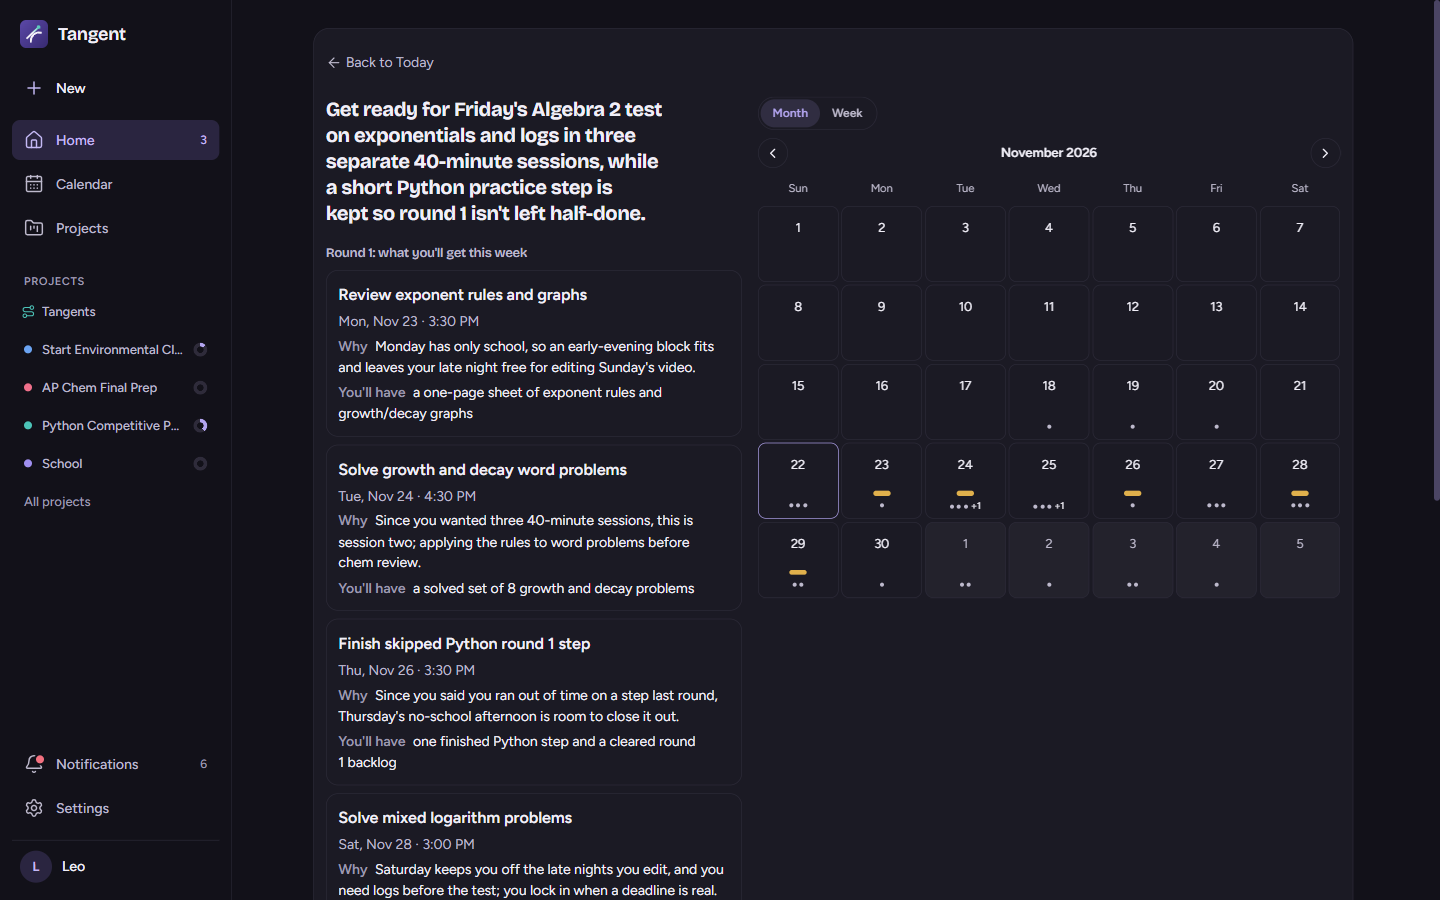 Tangent
New
Home 3
Calendar
Projects
PROJECTS
Tangents
Start Environmental Cl...
AP Chem Final Prep
Python Competitive P...
School
All projects
Notifications 6
Settings
L Leo
Back to Today
Get ready for Friday's Algebra 2 test
on exponentials and logs in three
separate 40-minute sessions, while
a short Python practice step is
kept so round 1 isn't left half-done.
Round 1: what you'll get this week
Review exponent rules and graphs
Mon, Nov 23 · 3:30 PM
Why Monday has only school, so an early-evening block fits
and leaves your late night free for editing Sunday's video.
You'll have a one-page sheet of exponent rules and
growth/decay graphs
Solve growth and decay word problems
Tue, Nov 24 · 4:30 PM
Why Since you wanted three 40-minute sessions, this is
session two; applying the rules to word problems before
chem review.
You'll have a solved set of 8 growth and decay problems
Finish skipped Python round 1 step
Thu, Nov 26 · 3:30 PM
Why Since you said you ran out of time on a step last round,
Thursday's no-school afternoon is room to close it out.
You'll have one finished Python step and a cleared round
1 backlog
Solve mixed logarithm problems
Sat, Nov 28 · 3:00 PM
Why Saturday keeps you off the late nights you edit, and you
need logs before the test; you lock in when a deadline is real.
Month Week
November 2026
Sun Mon Tue Wed Thu Fri Sat
1 2 3 4 5 6 7
8 9 10 11 12 13 14
15 16 17 18 19 20 21
22 23 24 25 26 27 28
+1 +1
29 30 1 2 3 4 5